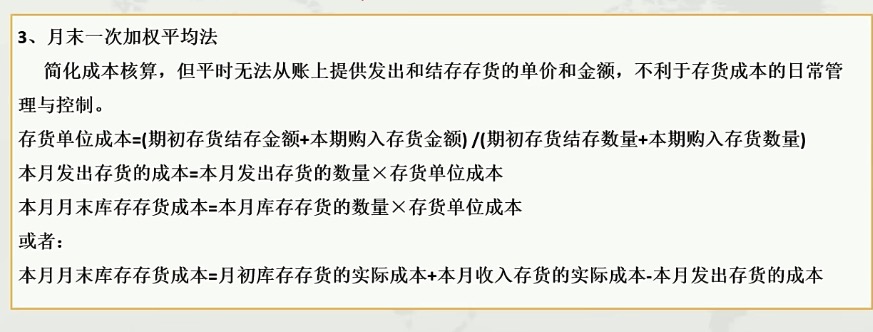 3、月末一次加权平均法
简化成本核算，但平时无法从账上提供发出和结存存货的单价和金额，不利于存货成本的日常管
理与控制。
存货单位成本=(期初存货结存金额+本期购入存货金额) /(期初存货结存数量+本期购入存货数量)
本月发出存货的成本=本月发出存货的数量×存货单位成本
本月月末库存存货成本=本月库存存货的数量×存货单位成本
或者：
本月月末库存存货成本=月初库存存货的实际成本+本月收入存货的实际成本-本月发出存货的成本